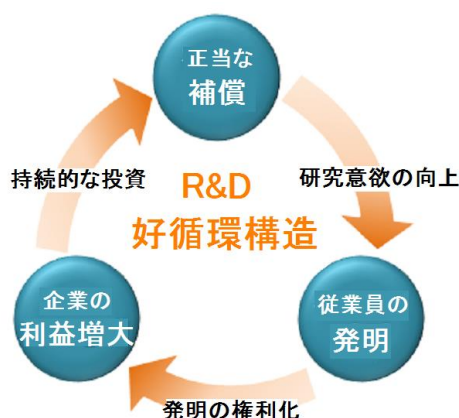 正当な
補償
持続的な投資
研究意欲の向上
R&D
好循環構造
企業の
利益増大
従業員の
発明
発明の権利化